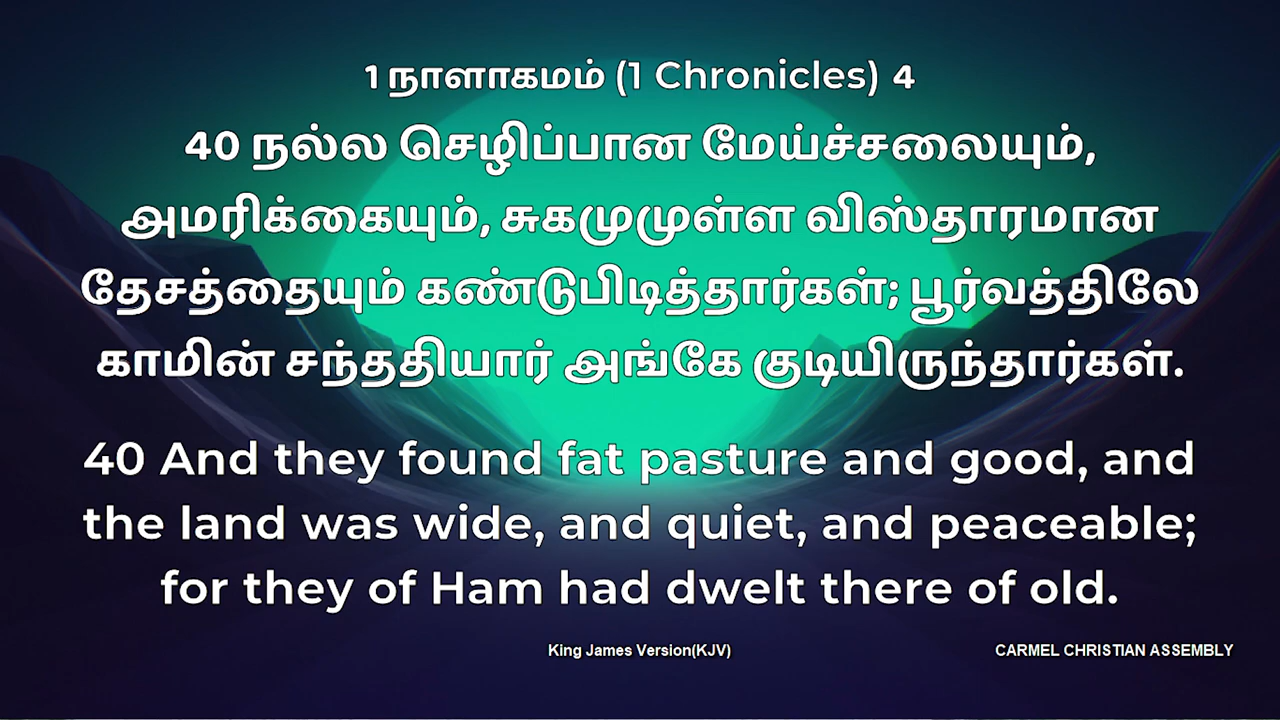 1 நாளாகமம் (1 Chronicles) 4
40 நல்ல செழிப்பான மேய்ச்சலையும்,
அமரிக்கையும், சுகமுமுள்ள விஸ்தாரமான
தேசத்தையும் கண்டுபிடித்தார்கள்; பூர்வத்திலே
காமின் சந்ததியார் அங்கே குடியிருந்தார்கள்.
40 And they found fat pasture and good, and
the land was wide, and quiet, and peaceable;
for they of Ham had dwelt there of old.
King James Version(KJV)
CARMEL CHRISTIAN ASSEMBLY